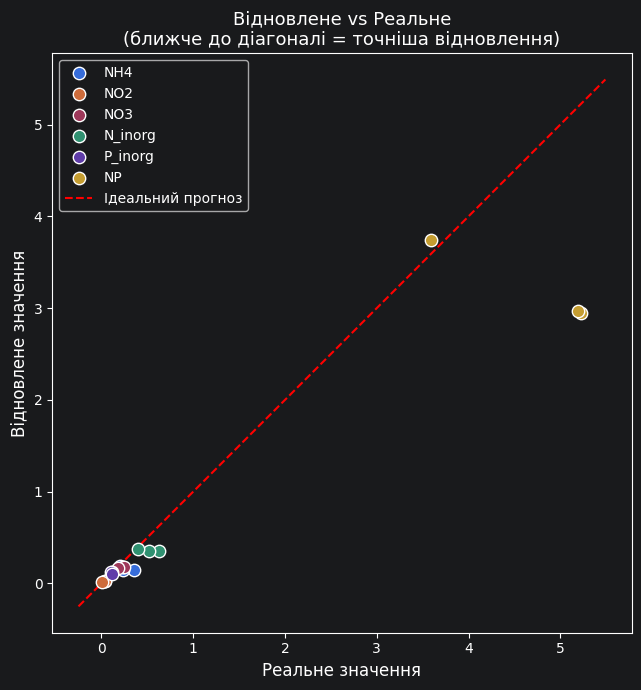 Відновлене vs Реальне
(ближче до діагоналі = точніша відновлення)
NH4
NO2
NO3
N_inorg
P_inorg
NP
Ідеальний прогноз
Відновлене значення
5
4
3
2
1
0
0 1 2 3 4 5
Реальне значення